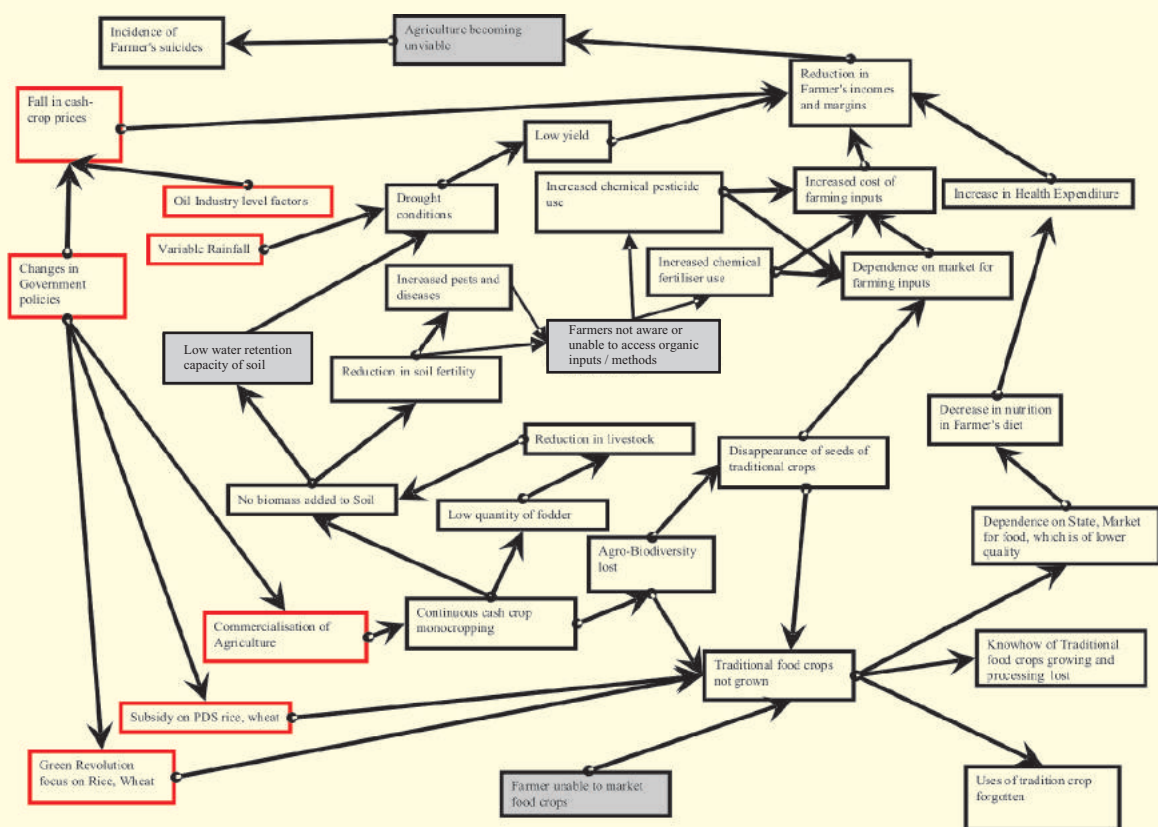 Incidence of
Farmer's suicides
Agriculture becoming
unviable
Reduction in
Farmer's incomes
and margins
Fall in cash-
crop prices
Low yield
Oil Industry level factors
Drought
conditions
Increased chemical pesticide
use
Increased cost of
farming inputs
Increase in Health Expenditure
Variable Rainfall
Changes in
Government
policies
Increased pests and
diseases
Increased chemical
fertiliser use
Dependence on market for
farming inputs
Low water retention
capacity of soil
Farmers not aware or
unable to access organic
inputs / methods
Reduction in soil fertility
Decrease in nutrition
in Farmer's diet
Reduction in livestock
Disappearance of seeds of
traditional crops
No biomass added to Soil
Low quantity of fodder
Dependence on State, Market
for food, which is of lower
quality
Agro-Biodiversity
lost
Commercialisation of
Agriculture
Continuous cash crop
monocropping
Traditional food crops
not grown
Knowhow of Traditional
food crops growing and
processing lost
Subsidy on PDS rice, wheat
Green Revolution
focus on Rice, Wheat
Farmer unable to market
food crops
Uses of tradition crop
forgotten